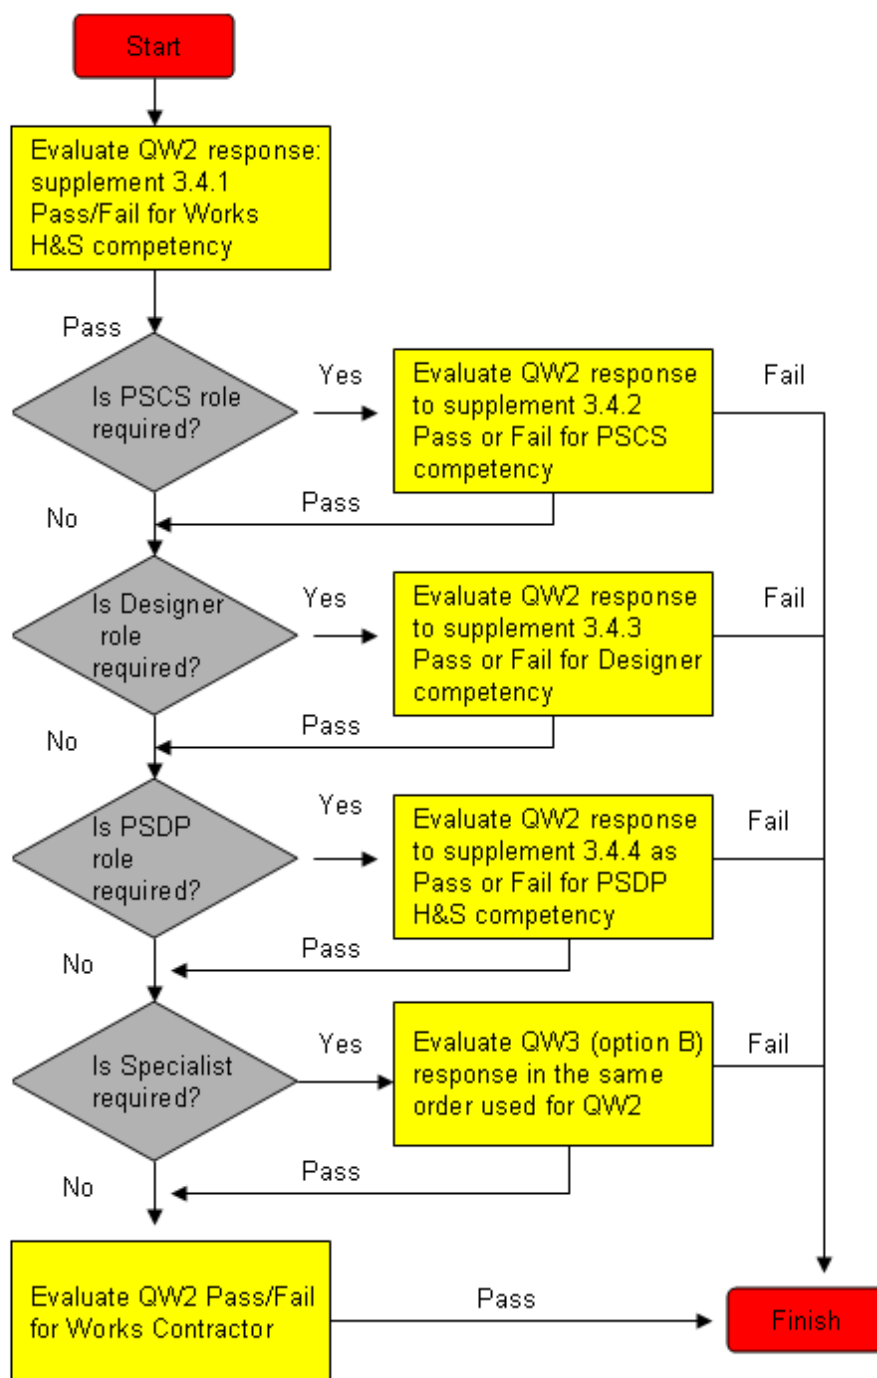 Start
Evaluate QW2 response:
supplement 3.4.1
Pass/Fail for Works
H&S competency
Pass
Is PSCS role
required?
Yes
Evaluate QW2 response
to supplement 3.4.2
Pass or Fail for PSCS
competency
Fail
Pass
No
Is Designer
role
required?
Yes
Evaluate QW2 response
to supplement 3.4.3
Pass or Fail for Designer
competency
Fail
Pass
No
Is PSDP
role
required?
Yes
Evaluate QW2 response
to supplement 3.4.4 as
Pass or Fail for PSDP
H&S competency
Fail
Pass
No
Is Specialist
required?
Yes
Evaluate QW3 (option B)
response in the same
order used for QW2
Fail
Pass
No
Evaluate QW2 Pass/Fail
for Works Contractor
Pass
Finish